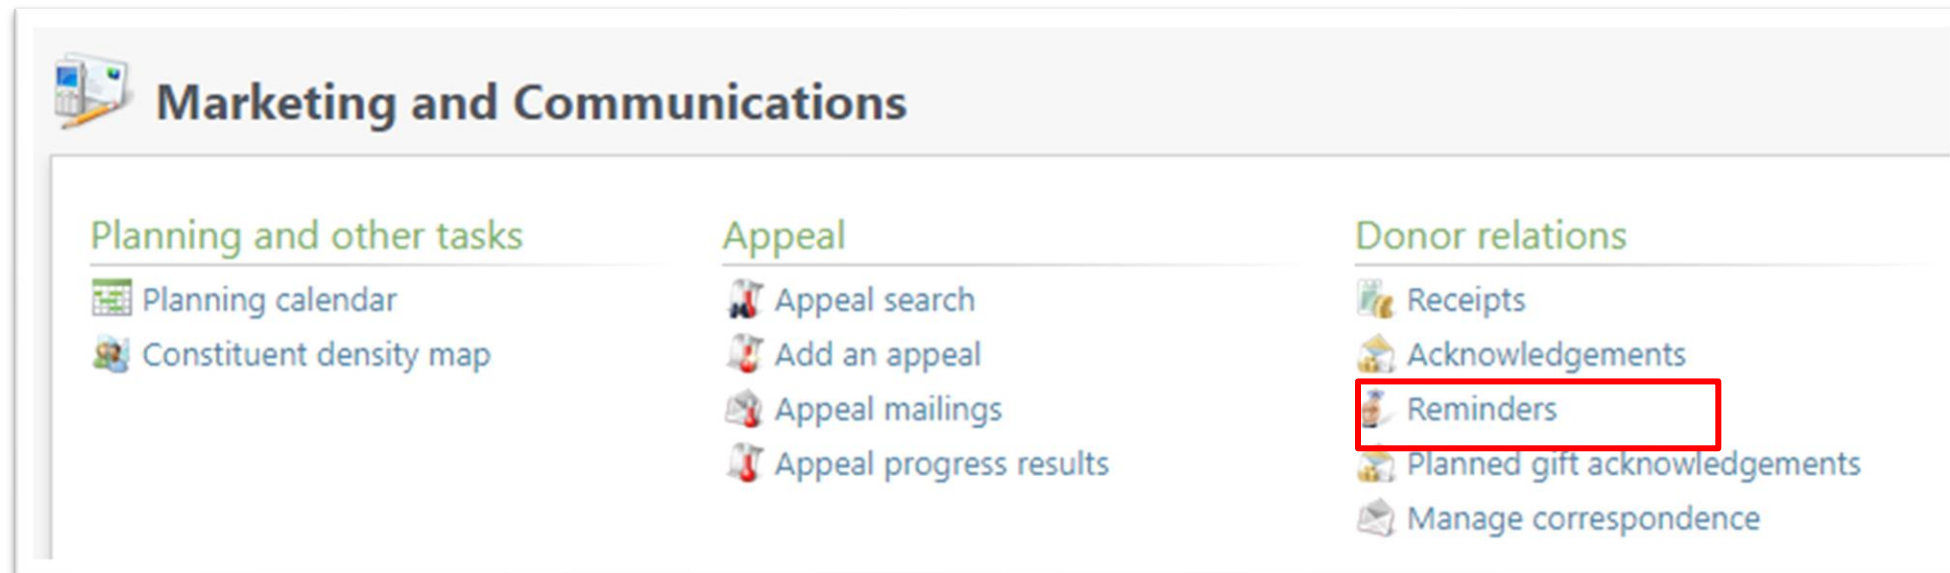 Marketing and Communications
Planning and other tasks
Planning calendar
Constituent density map
Appeal
Appeal search
Add an appeal
Appeal mailings
Appeal progress results
Donor relations
Receipts
Acknowledgements
Reminders
Planned gift acknowledgements
Manage correspondence